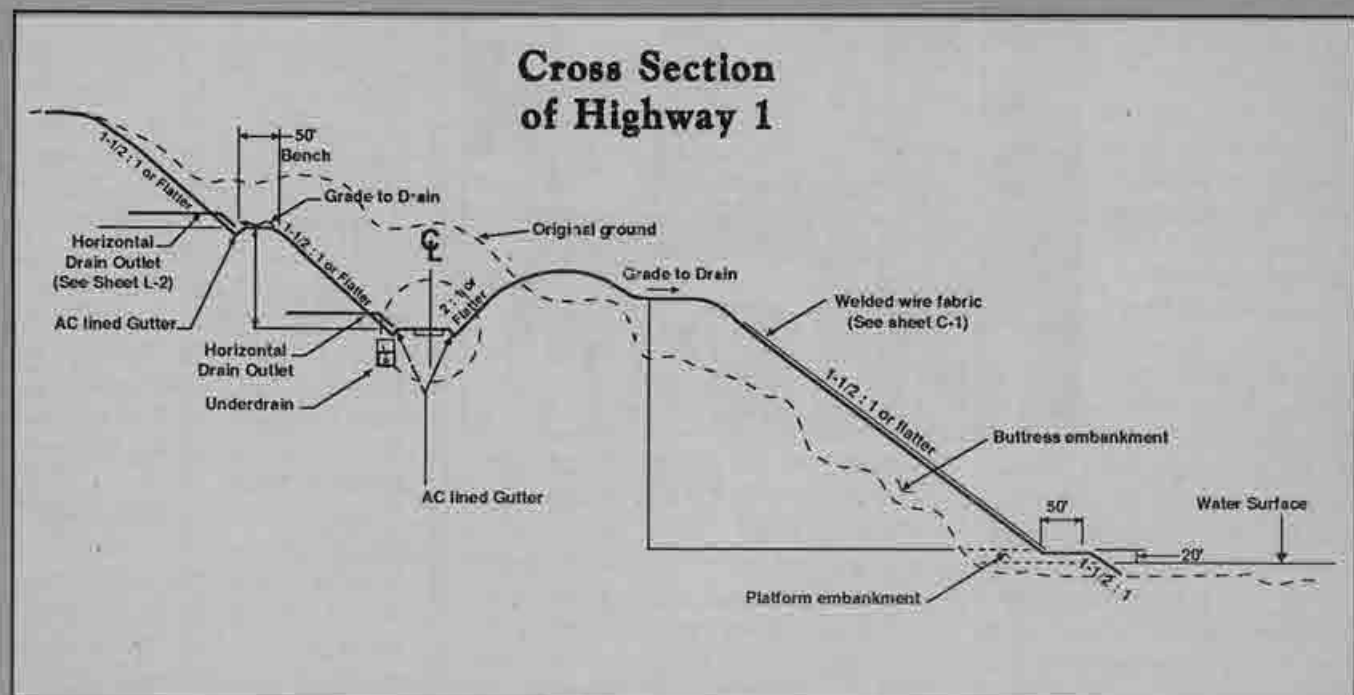 Cross Section
of Highway 1
1-1/2 : 1 or Flatter
50'
Bench
Grade to Drain
Original ground
℄
Horizontal
Drain Outlet
(See Sheet L-2)
1-1/2 : 1 or Flatter
2 : 1 or
Flatter
Grade to Drain
Welded wire fabric
(See sheet C-1)
AC lined Gutter
Horizontal
Drain Outlet
Underdrain
1-1/2 : 1 or flatter
Buttress embankment
AC lined Gutter
50'
Water Surface
20'
1-1/2 : 1
Platform embankment